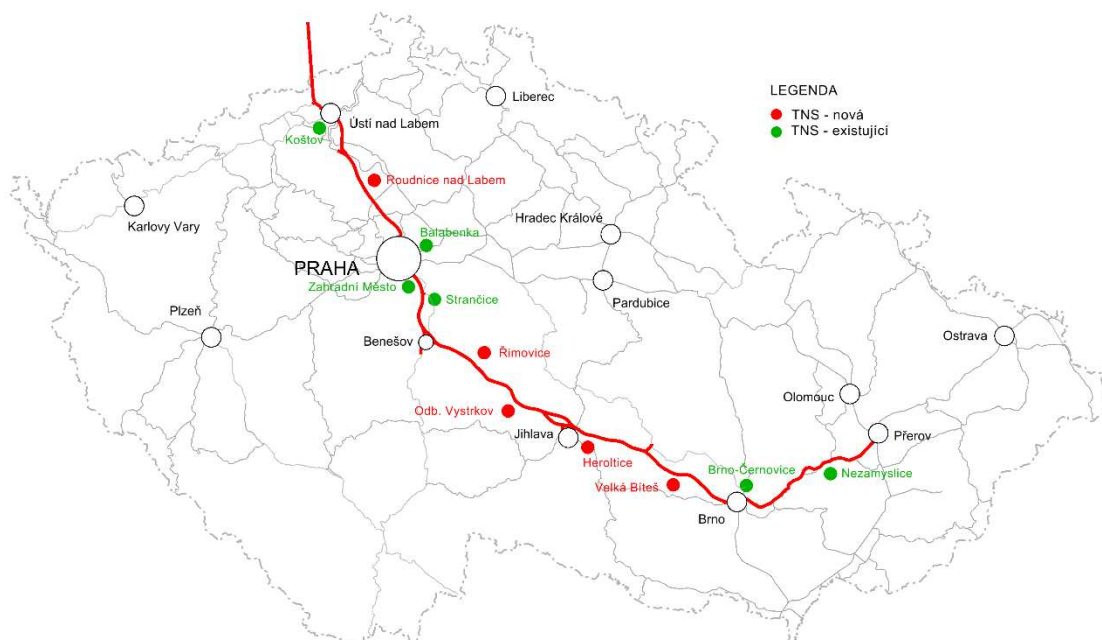 LEGENDA
TNS - nová
TNS - existující
Liberec
Ústí nad Labem
Koštov
Roudnice nad Labem
Karlovy Vary
Hradec Králové
Balabenka
PRAHA
Zahradní Město
Strančice
Pardubice
Plzeň
Benešov
Římovice
Ostrava
Olomouc
Odb. Vystrkov
Jihlava
Přerov
Heroltice
Brno-Černovice
Nezamyslice
Velká Bíteš
Brno